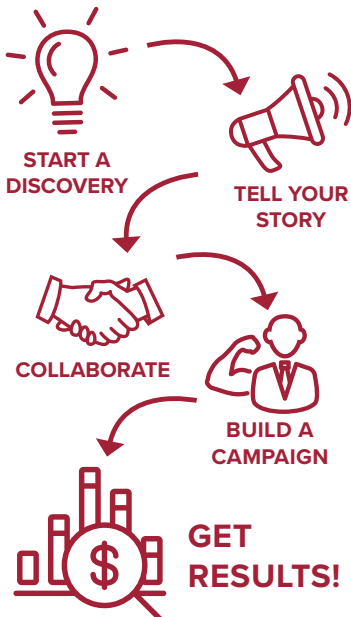 START A
DISCOVERY
TELL YOUR
STORY
COLLABORATE
BUILD A
CAMPAIGN
$
GET
RESULTS!